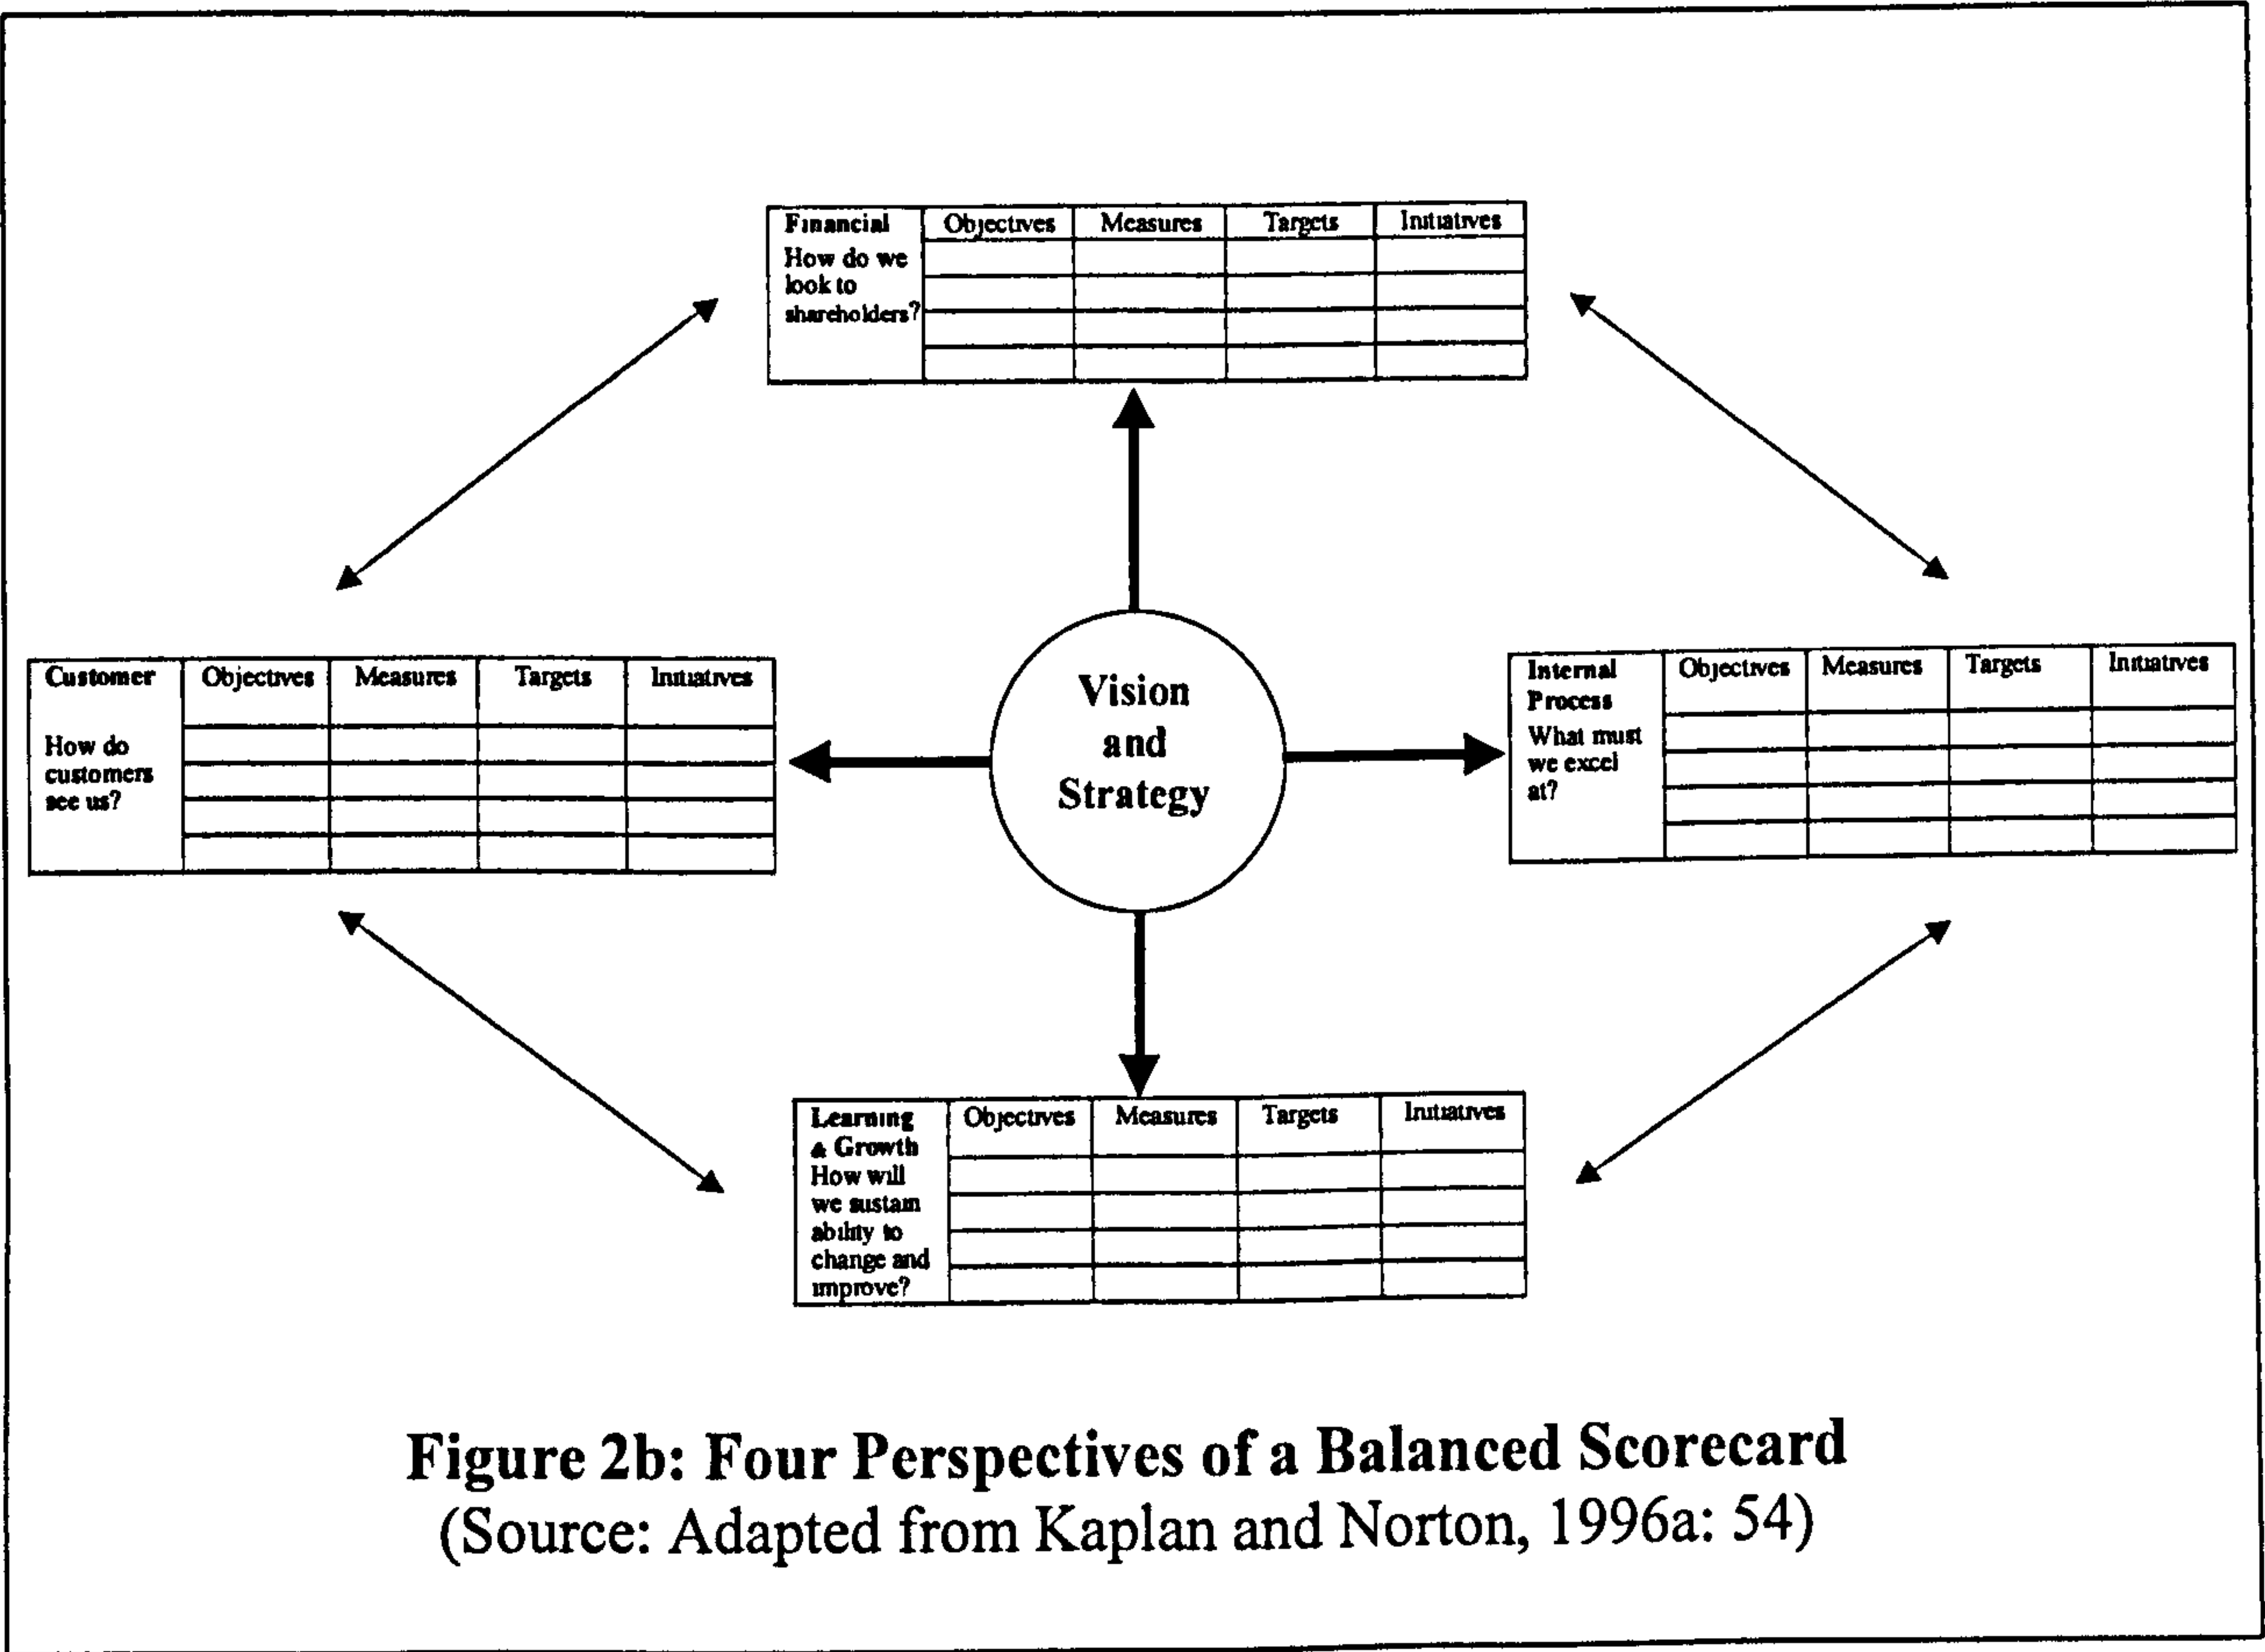 Financial
How do we
look to
shareholders?
Objectives Measures Targets Initiatives
Customer
How do
customers
see us?
Objectives Measures Targets Initiatives
Vision
and
Strategy
Internal
Process
What must
we excel
at?
Objectives Measures Targets Initiatives
Learning
& Growth
How will
we sustain
ability to
change and
improve?
Objectives Measures Targets Initiatives
Figure 2b: Four Perspectives of a Balanced Scorecard
(Source: Adapted from Kaplan and Norton, 1996a: 54)